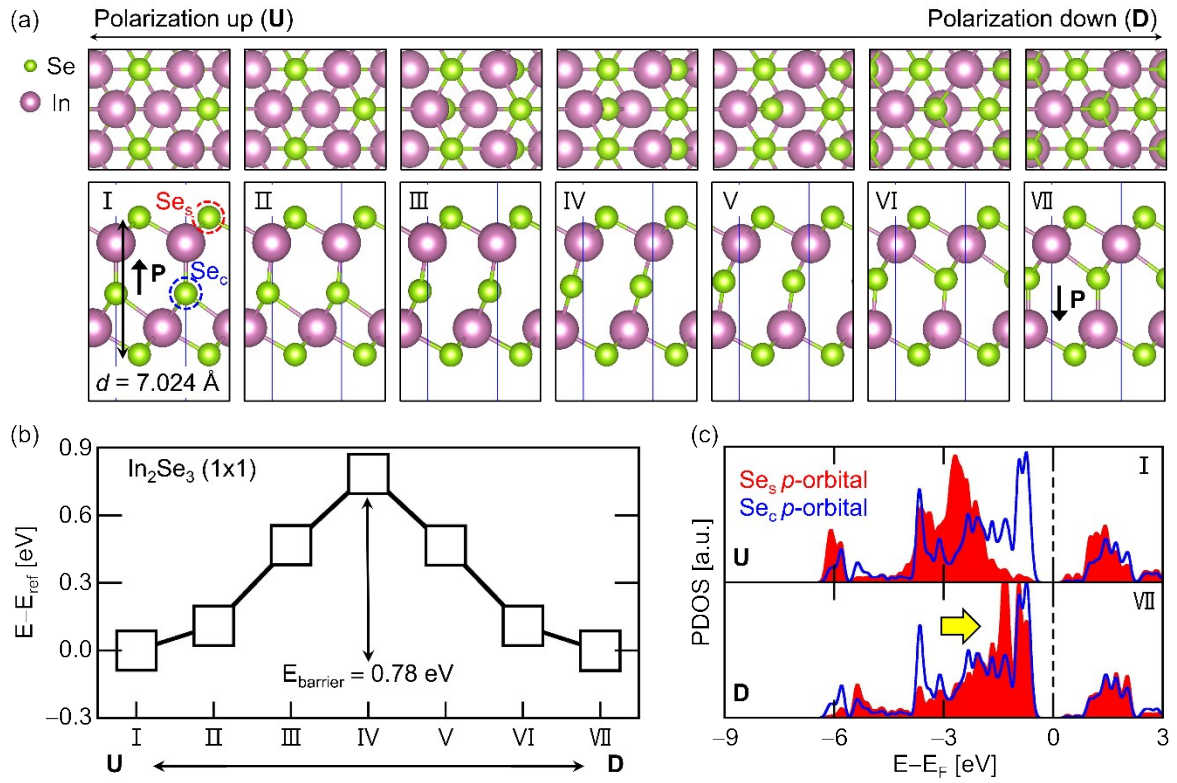 (a)
Polarization up (U)
Polarization down (D)
Se
In
I
II
III
IV
V
VI
VII
Se_s
Se_c
P
P
d = 7.024 Å
(b)
0.9
0.6
0.3
0.0
−0.3
E−E_ref [eV]
In₂Se₃ (1x1)
E_barrier = 0.78 eV
I
II
III
IV
V
VI
VII
U
D
(c)
PDOS [a.u.]
Se_s p-orbital
Se_c p-orbital
I
U
VII
D
−9
−6
−3
0
3
E−E_F [eV]